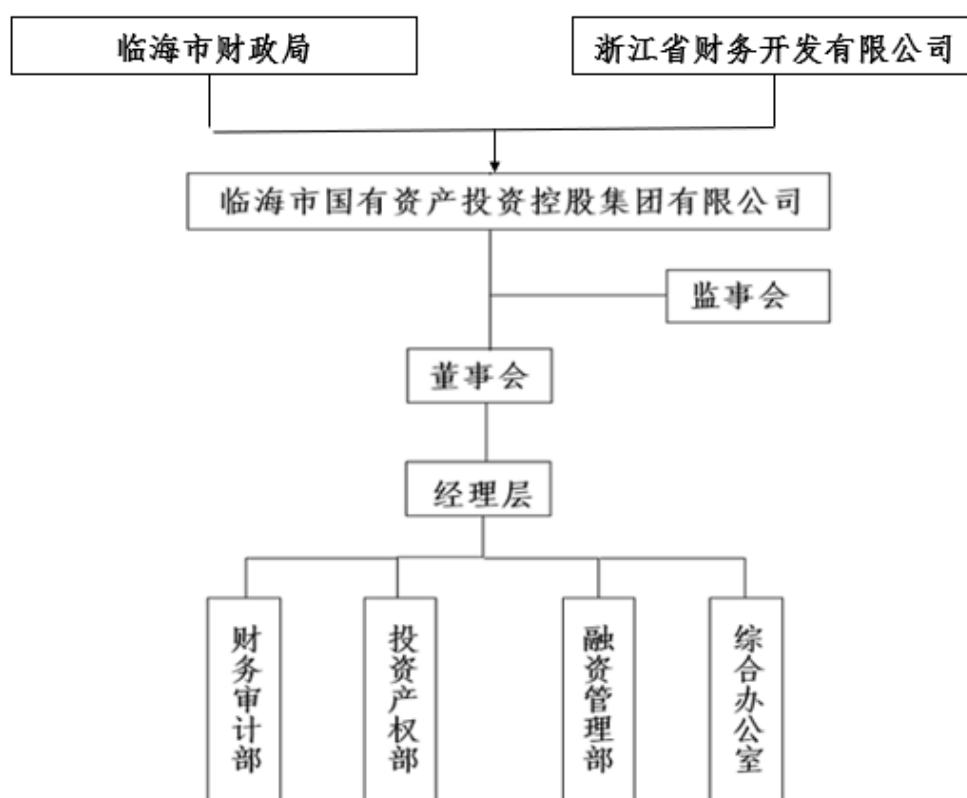 临海市财政局
浙江省财务开发有限公司
临海市国有资产投资控股集团有限公司
监事会
董事会
经理层
财务审计部
投资产权部
融资管理部
综合办公室